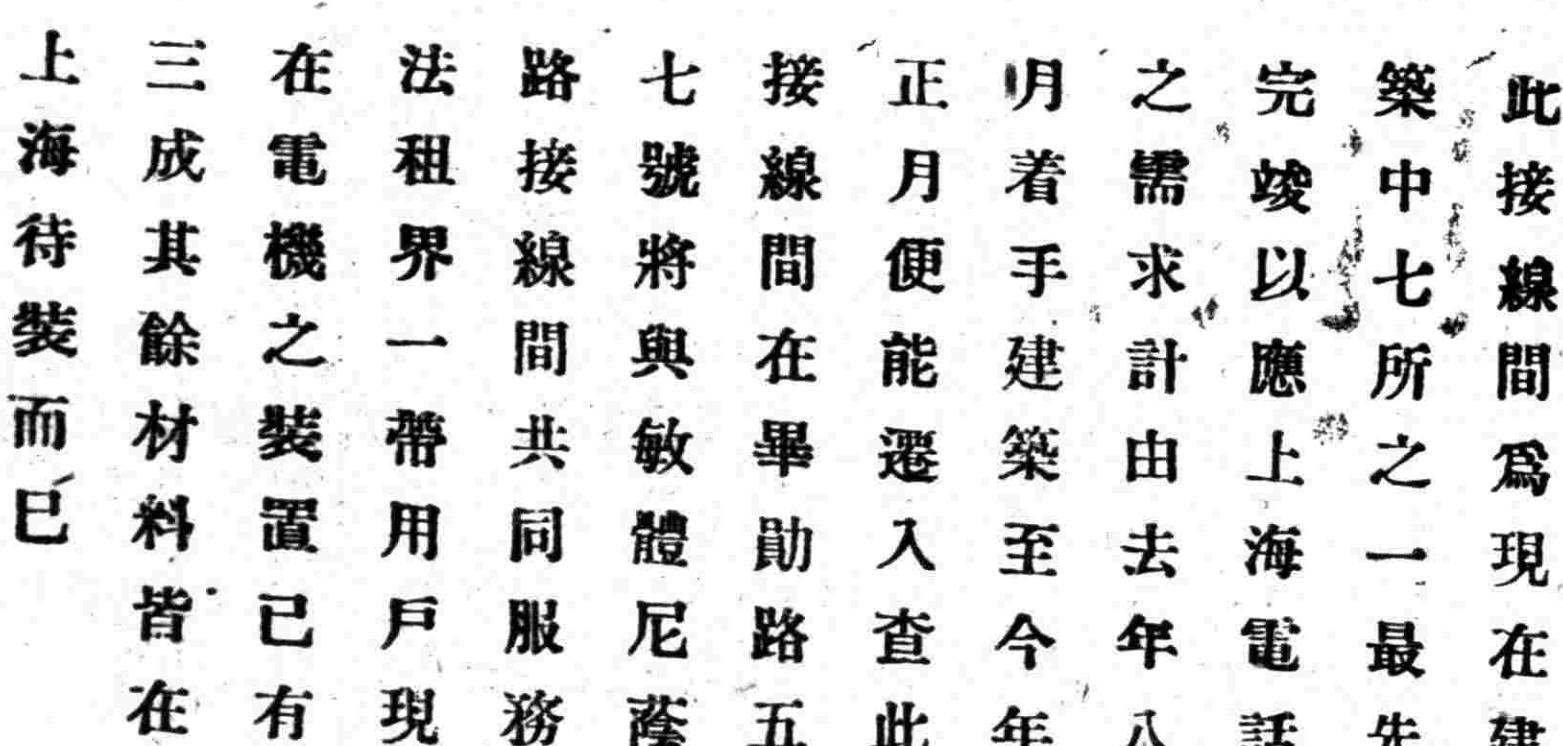 此接線間爲現在建
築中七所之一最先
完竣以應上海電話
之需求計由去年八
月着手建築至今年
正月便能遷入查此
接線間在畢勛路五
七號將與敏體尼蔭
路接線間共同服務
法租界一帶用戶現
在電機之裝置已有
三成其餘材料皆在
上海待裝而已